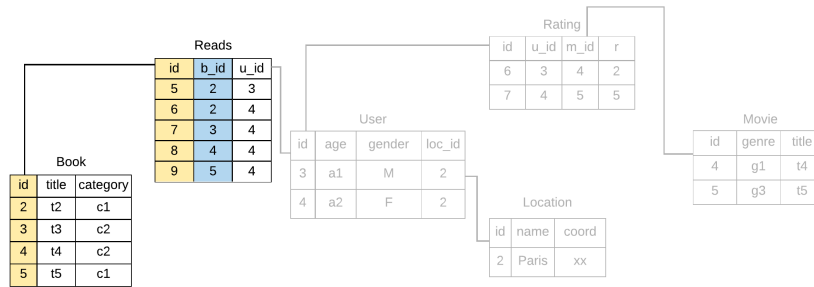 Reads
id b_id u_id
5 2 3
6 2 4
7 3 4
8 4 4
9 5 4
Book
id title category
2 t2 c1
3 t3 c2
4 t4 c2
5 t5 c1
User
id age gender loc_id
3 a1 M 2
4 a2 F 2
Rating
id u_id m_id r
6 3 4 2
7 4 5 5
Location
id name coord
2 Paris xx
Movie
id genre title
4 g1 t4
5 g3 t5